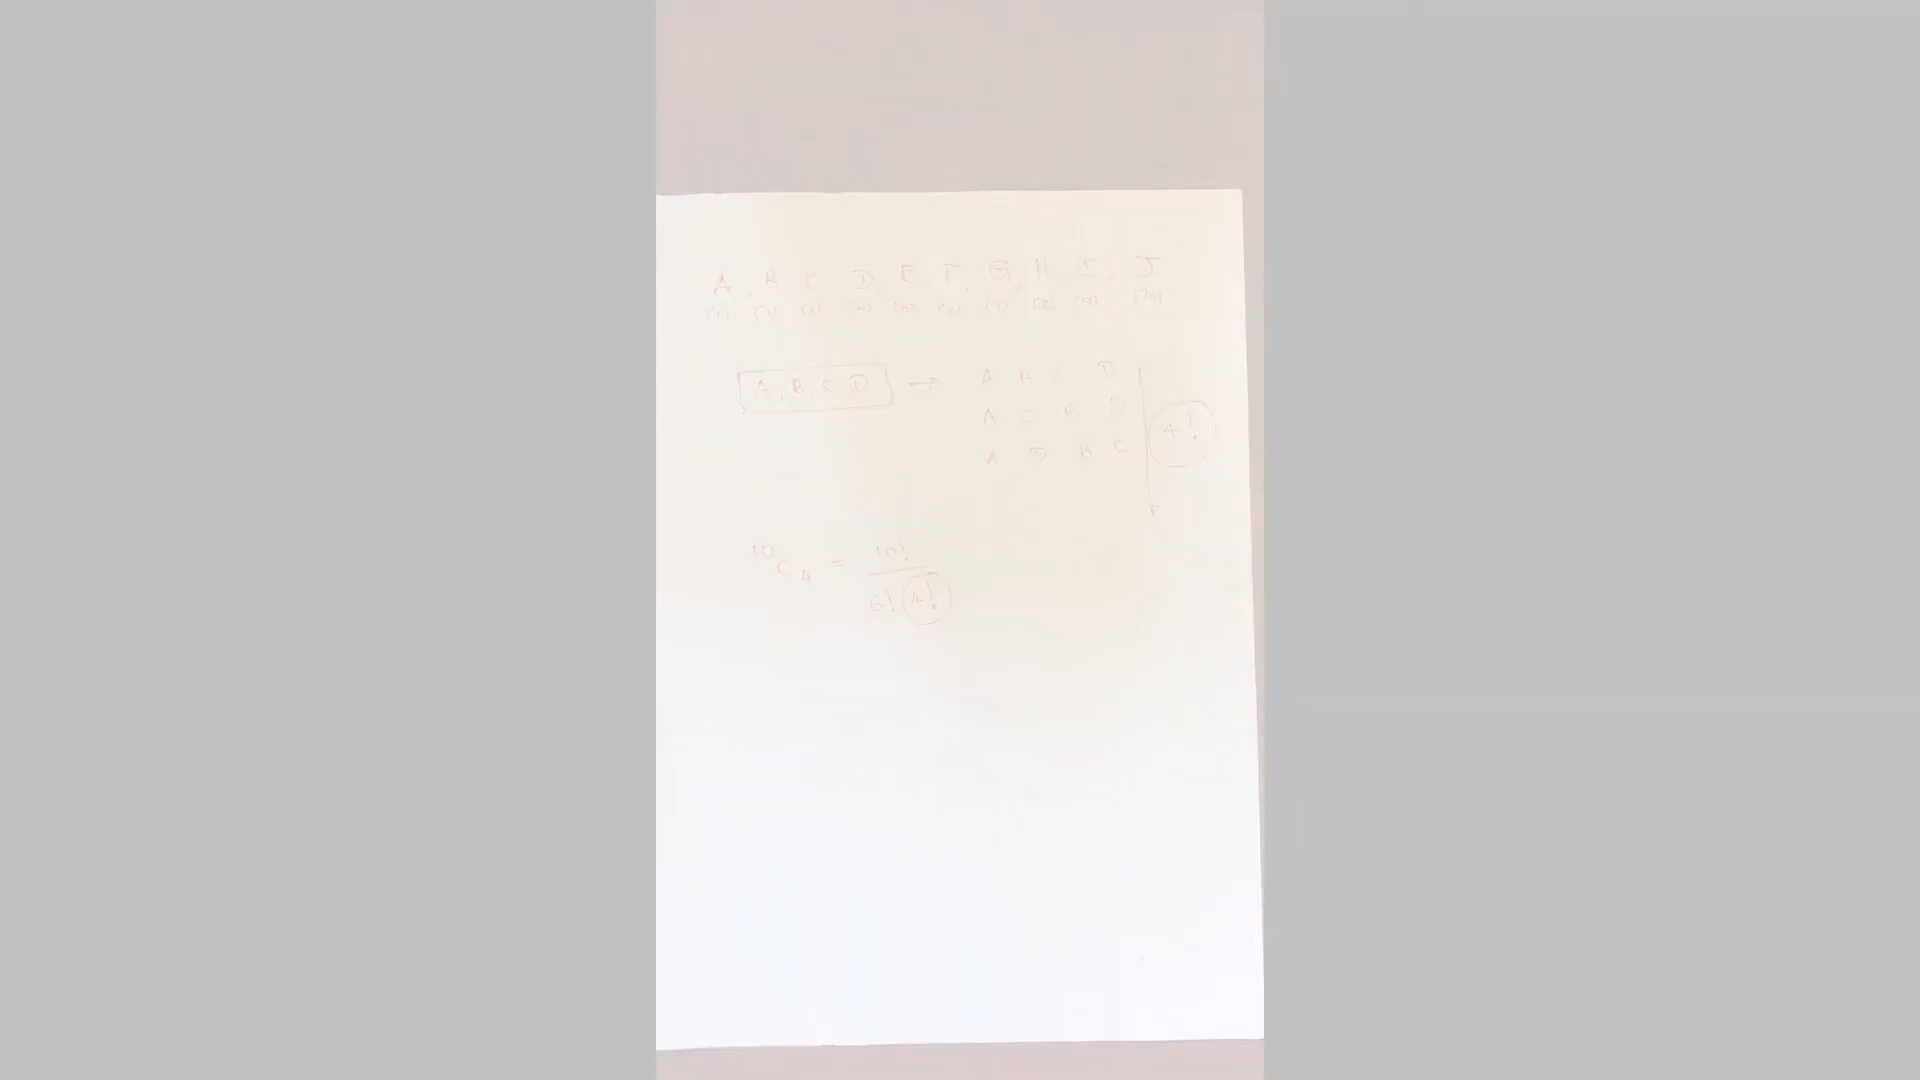 A, B, C, D, E, F, G, H, I, J
(1) (2) (3) (4) (5) (6) (7) (8) (9) (10)
A, B, C, D → A B C D
A C B D 4!
A D B C
10C4 = 10! / 6! 4!